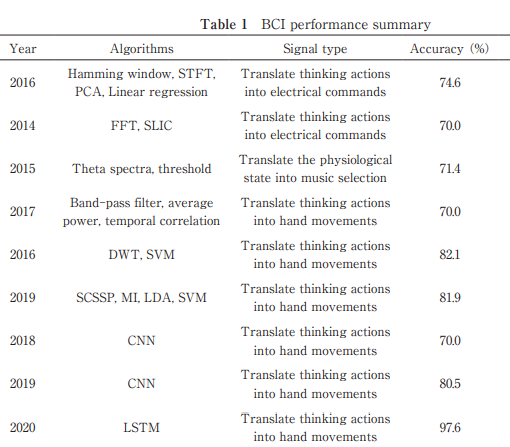 Table 1 BCI performance summary
Year Algorithms Signal type Accuracy (%)
2016 Hamming window, STFT, PCA, Linear regression Translate thinking actions into electrical commands 74.6
2014 FFT, SLIC Translate thinking actions into electrical commands 70.0
2015 Theta spectra, threshold Translate the physiological state into music selection 71.4
2017 Band-pass filter, average power, temporal correlation Translate thinking actions into hand movements 70.0
2016 DWT, SVM Translate thinking actions into hand movements 82.1
2019 SCSSP, MI, LDA, SVM Translate thinking actions into hand movements 81.9
2018 CNN Translate thinking actions into hand movements 70.0
2019 CNN Translate thinking actions into hand movements 80.5
2020 LSTM Translate thinking actions into hand movements 97.6